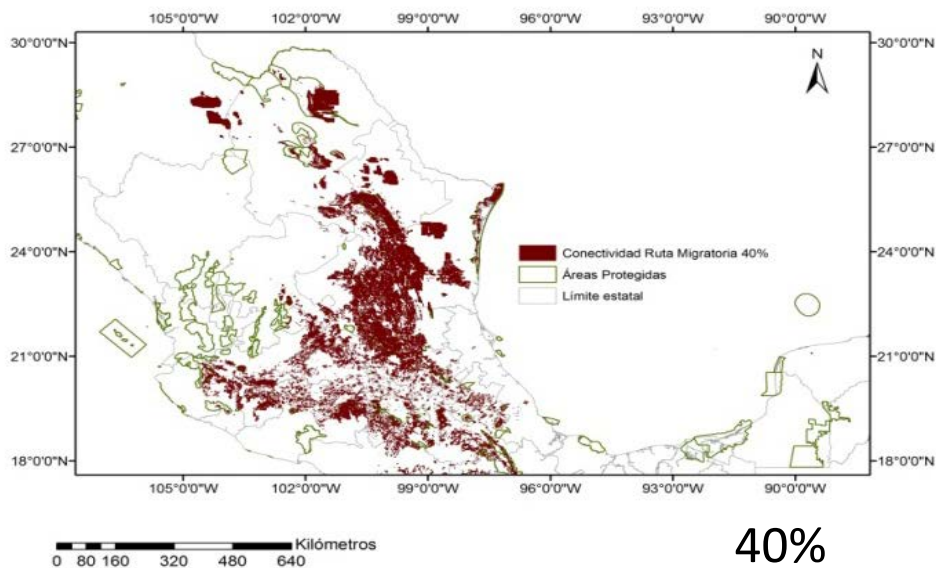 105°0'0"W 102°0'0"W 99°0'0"W 96°0'0"W 93°0'0"W 90°0'0"W
30°0'0"N 30°0'0"N
N
27°0'0"N 27°0'0"N
24°0'0"N 24°0'0"N
Conectividad Ruta Migratoria 40%
Áreas Protegidas
Límite estatal
21°0'0"N 21°0'0"N
18°0'0"N 18°0'0"N
105°0'0"W 102°0'0"W 99°0'0"W 96°0'0"W 93°0'0"W 90°0'0"W
Kilómetros
0 80 160 320 480 640
40%